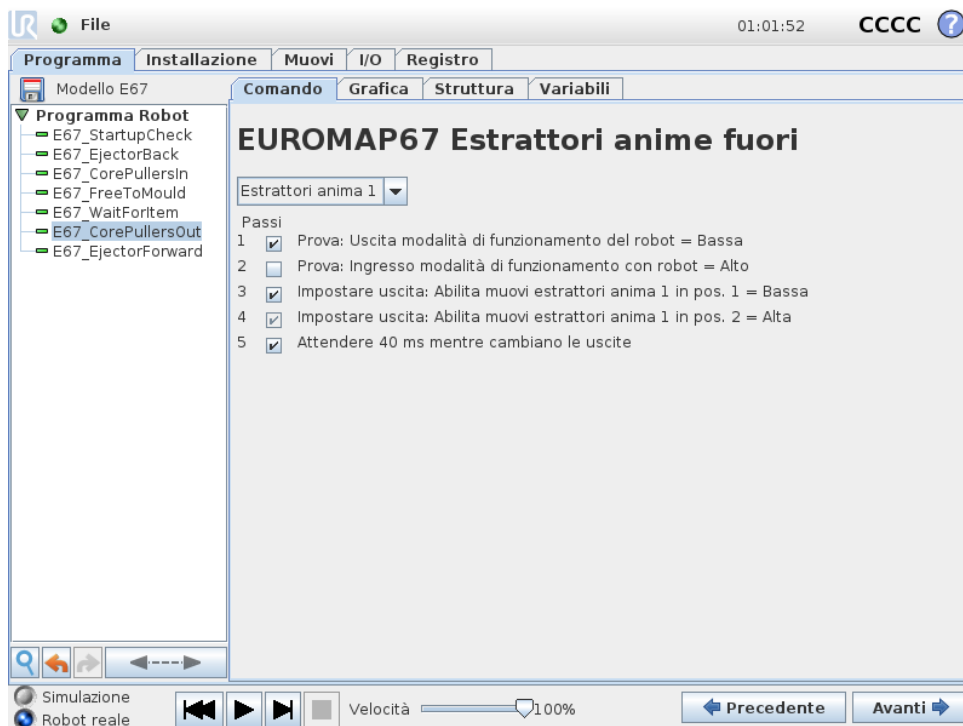 UR File 01:01:52 CCCC ?
Programma Installazione Muovi I/O Registro
Modello E67 Comando Grafica Struttura Variabili
Programma Robot
E67_StartupCheck
E67_EjectorBack
E67_CorePullersIn
E67_FreeToMould
E67_WaitForItem
E67_CorePullersOut
E67_EjectorForward
EUROMAP67 Estrattori anime fuori
Estrattori anima 1
Passi
1 Prova: Uscita modalità di funzionamento del robot = Bassa
2 Prova: Ingresso modalità di funzionamento con robot = Alto
3 Impostare uscita: Abilita muovi estrattori anima 1 in pos. 1 = Bassa
4 Impostare uscita: Abilita muovi estrattori anima 1 in pos. 2 = Alta
5 Attendere 40 ms mentre cambiano le uscite
Simulazione
Robot reale
Velocità 100% Precedente Avanti